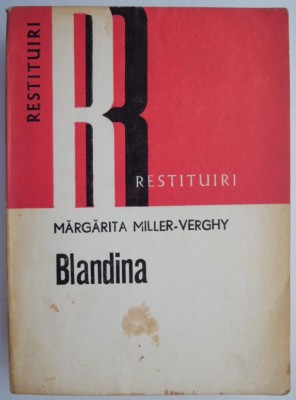 RESTITUIRI
R
RESTITUIRI
MĂRGĂRITA MILLER-VERGHY
Blandina